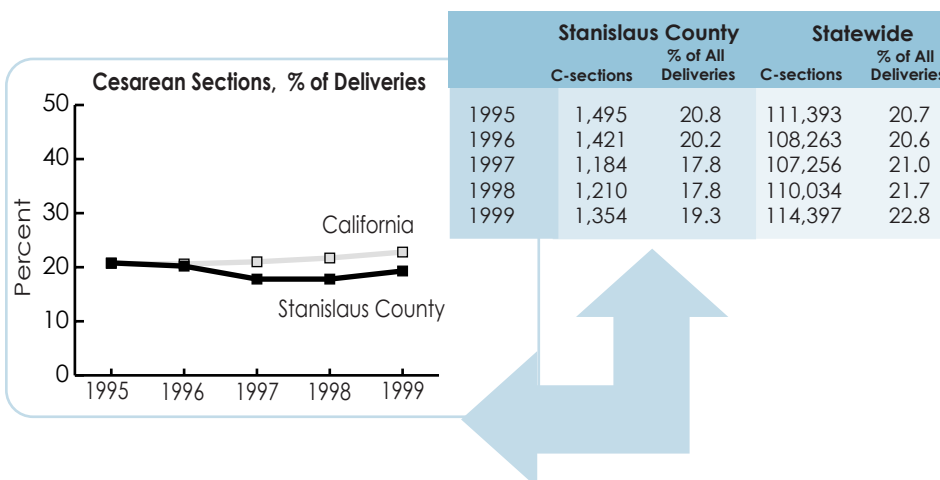 Cesarean Sections, % of Deliveries
50
40
30
20
10
0
Percent
California
Stanislaus County
1995 1996 1997 1998 1999
Stanislaus County Statewide
C-sections % of All Deliveries C-sections % of All Deliveries
1995 1,495 20.8 111,393 20.7
1996 1,421 20.2 108,263 20.6
1997 1,184 17.8 107,256 21.0
1998 1,210 17.8 110,034 21.7
1999 1,354 19.3 114,397 22.8